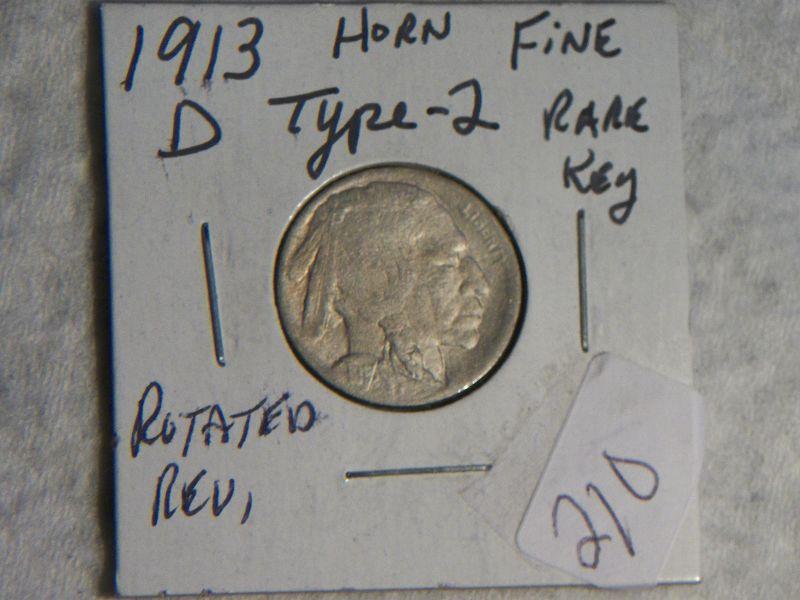 1913 HORN FINE
D Type-2 RARE
Key
LIBERTY
ROTATED
REV,
210